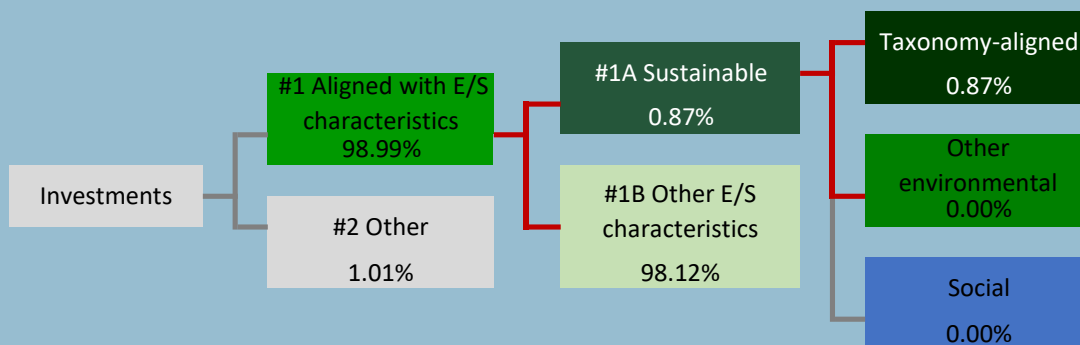 Investments
#1 Aligned with E/S
characteristics
98.99%
#2 Other
1.01%
#1A Sustainable
0.87%
#1B Other E/S
characteristics
98.12%
Taxonomy-aligned
0.87%
Other
environmental
0.00%
Social
0.00%